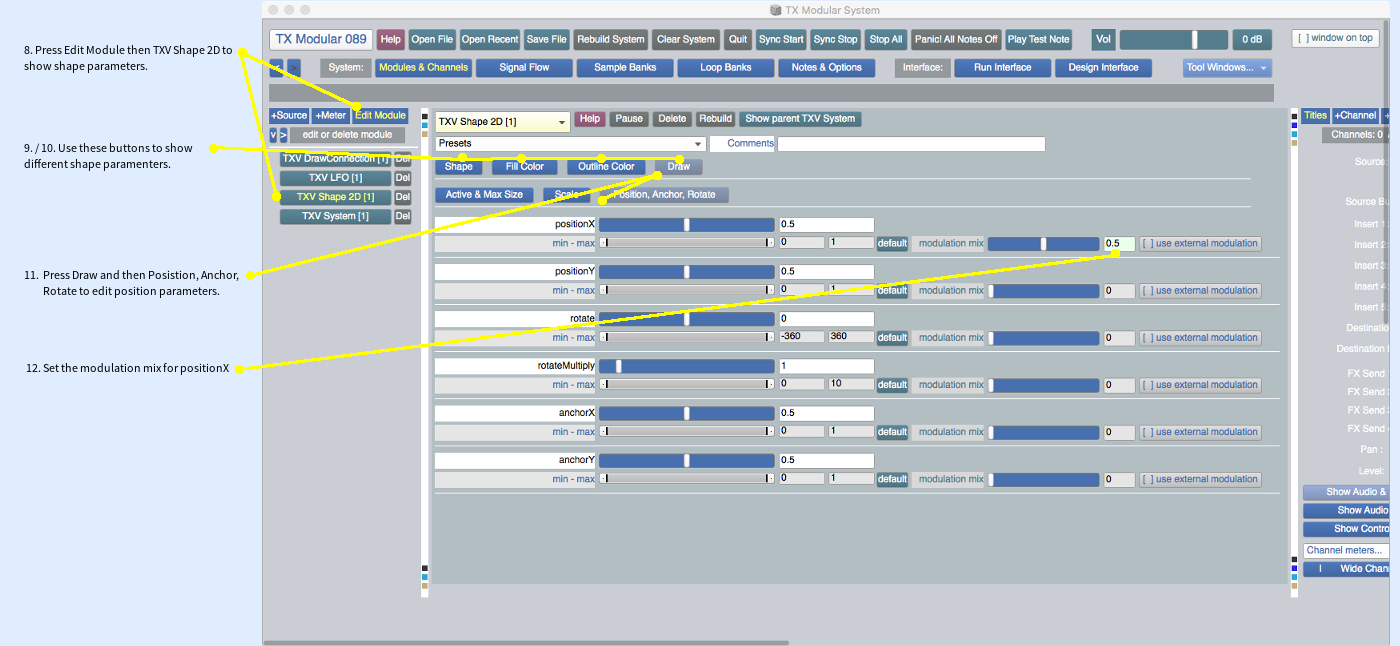 TX Modular System
8. Press Edit Module then TXV Shape 2D to
show shape parameters.
9. / 10. Use these buttons to show
different shape paramenters.
11. Press Draw and then Posistion, Anchor,
Rotate to edit position parameters.
12. Set the modulation mix for positionX
TX Modular 089 Help Open File Open Recent Save File Rebuild System Clear System Quit Sync Start Sync Stop Stop All Panic! All Notes Off Play Test Note Vol 0 dB [ ] window on top
System: Modules & Channels Signal Flow Sample Banks Loop Banks Notes & Options Interface: Run Interface Design Interface Tool Windows...
+Source +Meter Edit Module
v > edit or delete module
TXV DrawConnection [1] Del
TXV LFO [1] Del
TXV Shape 2D [1] Del
TXV System [1] Del
TXV Shape 2D [1] Help Pause Delete Rebuild Show parent TXV System
Presets Comments
Shape Fill Color Outline Color Draw
Active & Max Size Position, Anchor, Rotate
positionX 0.5
min - max 0 1 default modulation mix 0.5 [ ] use external modulation
positionY 0.5
min - max 0 1 default modulation mix 0 [ ] use external modulation
rotate 0
min - max -360 360 default modulation mix 0 [ ] use external modulation
rotateMultiply 1
min - max 0 10 default modulation mix 0 [ ] use external modulation
anchorX 0.5
min - max 0 1 default modulation mix 0 [ ] use external modulation
anchorY 0.5
min - max 0 1 default modulation mix 0 [ ] use external modulation
Titles +Channel +
Channels: 0
Source:
Source Bu
Insert 1
Insert 2
Insert 3
Insert 4
Insert 5
Destinatio
Destination
FX Send
FX Send
FX Send
FX Send
Pan :
Level:
Show Audio &
Show Audio
Show Contro
Channel meters...
I Wide Chan